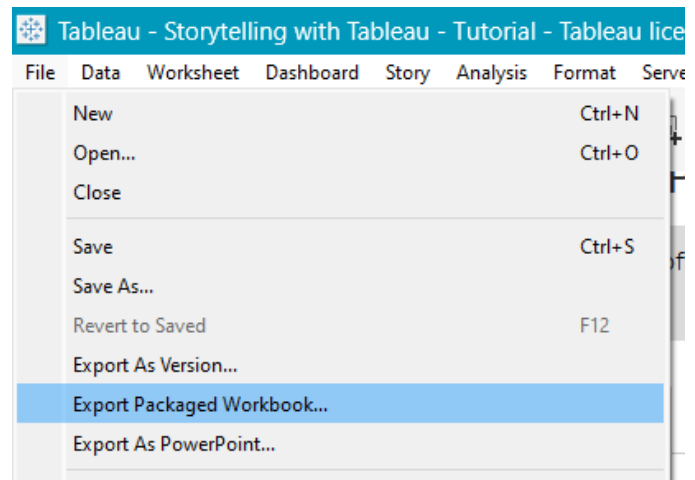 Tableau - Storytelling with Tableau - Tutorial - Tableau lice
File Data Worksheet Dashboard Story Analysis Format Serve
New Ctrl+N
Open... Ctrl+O
Close
Save Ctrl+S
Save As...
Revert to Saved F12
Export As Version...
Export Packaged Workbook...
Export As PowerPoint...
of